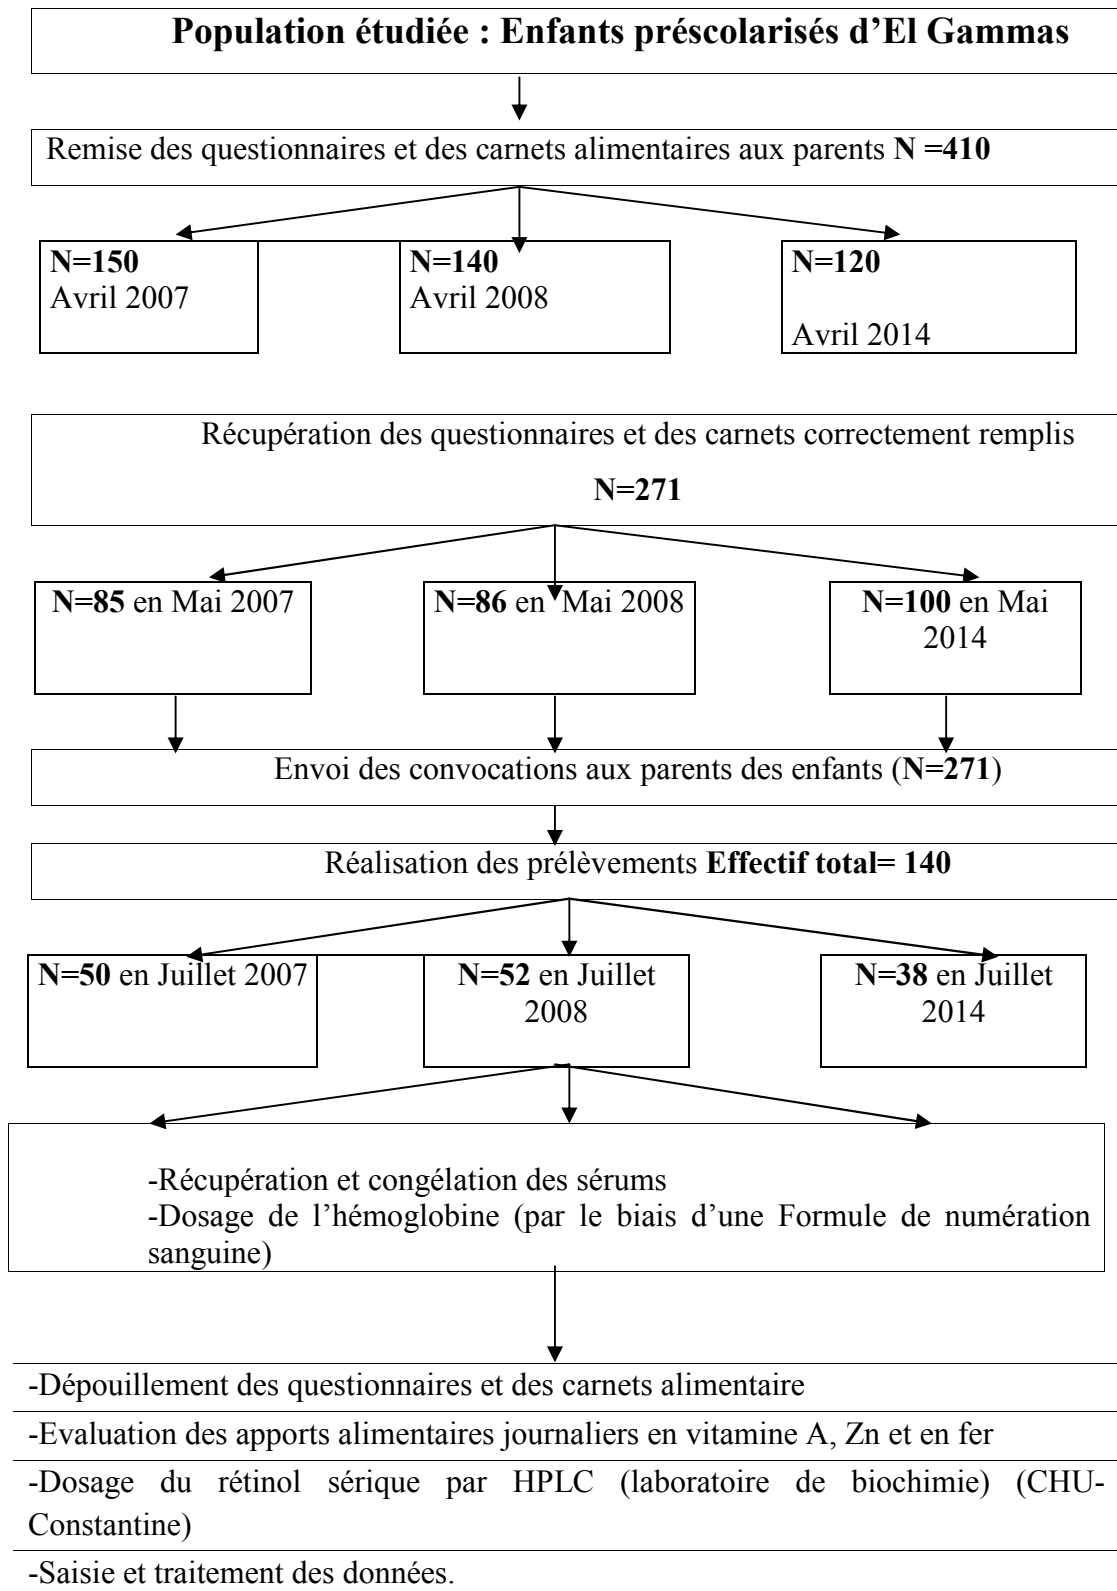 Population étudiée : Enfants préscolarisés d’El Gammas
Remise des questionnaires et des carnets alimentaires aux parents N =410
N=150
Avril 2007
N=140
Avril 2008
N=120
Avril 2014
Récupération des questionnaires et des carnets correctement remplis
N=271
N=85 en Mai 2007
N=86 en Mai 2008
N=100 en Mai
2014
Envoi des convocations aux parents des enfants (N=271)
Réalisation des prélèvements Effectif total= 140
N=50 en Juillet 2007
N=52 en Juillet
2008
N=38 en Juillet
2014
-Récupération et congélation des sérums
-Dosage de l’hémoglobine (par le biais d’une Formule de numération
sanguine)
-Dépouillement des questionnaires et des carnets alimentaire
-Evaluation des apports alimentaires journaliers en vitamine A, Zn et en fer
-Dosage du rétinol sérique par HPLC (laboratoire de biochimie) (CHU-
Constantine)
-Saisie et traitement des données.